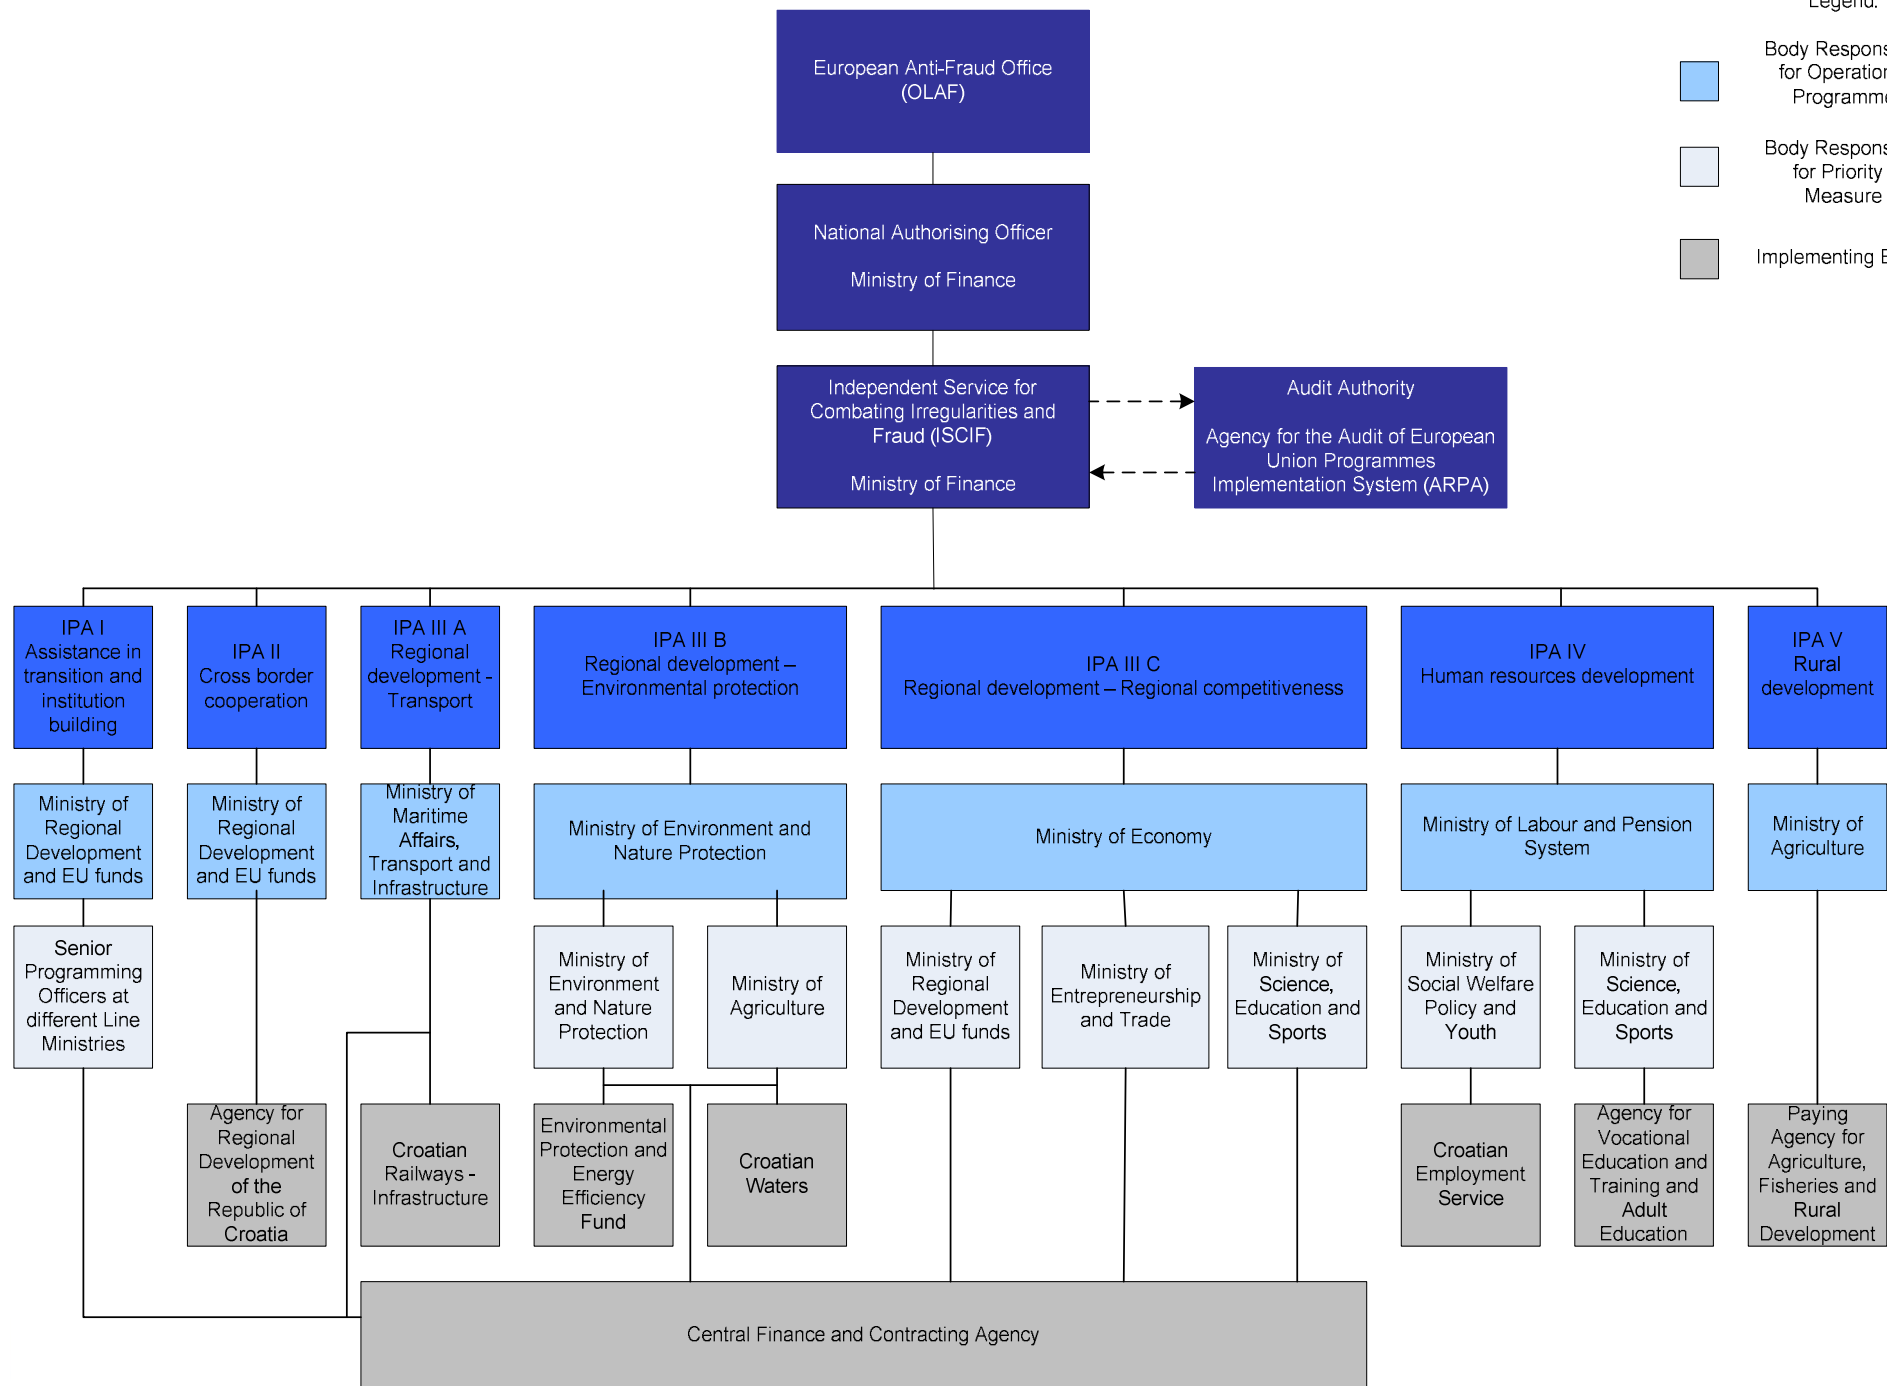 Legend:
Body Respons
for Operation
Programme
Body Respons
for Priority
Measure
Implementing B
European Anti-Fraud Office
(OLAF)
National Authorising Officer
Ministry of Finance
Independent Service for
Combating Irregularities and
Fraud (ISCIF)
Ministry of Finance
Audit Authority
Agency for the Audit of European
Union Programmes
Implementation System (ARPA)
IPA I
Assistance in
transition and
institution
building
IPA II
Cross border
cooperation
IPA III A
Regional
development -
Transport
IPA III B
Regional development –
Environmental protection
IPA III C
Regional development – Regional competitiveness
IPA IV
Human resources development
IPA V
Rural
development
Ministry of
Regional
Development
and EU funds
Ministry of
Regional
Development
and EU funds
Ministry of
Maritime
Affairs,
Transport and
Infrastructure
Ministry of Environment and
Nature Protection
Ministry of Economy
Ministry of Labour and Pension
System
Ministry of
Agriculture
Senior
Programming
Officers at
different Line
Ministries
Ministry of
Environment
and Nature
Protection
Ministry of
Agriculture
Ministry of
Regional
Development
and EU funds
Ministry of
Entrepreneurship
and Trade
Ministry of
Science,
Education and
Sports
Ministry of
Social Welfare
Policy and
Youth
Ministry of
Science,
Education and
Sports
Agency for
Regional
Development
of the
Republic of
Croatia
Croatian
Railways -
Infrastructure
Environmental
Protection and
Energy
Efficiency
Fund
Croatian
Waters
Croatian
Employment
Service
Agency for
Vocational
Education and
Training and
Adult
Education
Paying
Agency for
Agriculture,
Fisheries and
Rural
Development
Central Finance and Contracting Agency